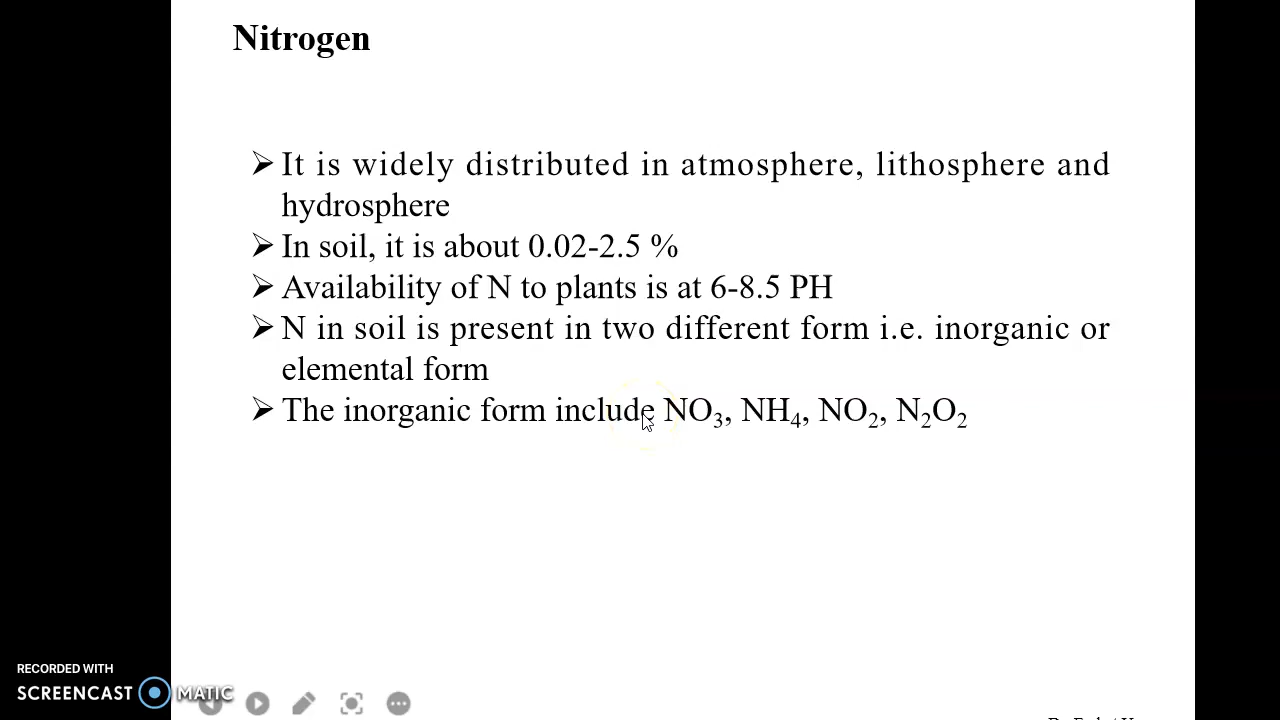 Nitrogen
➢ It is widely distributed in atmosphere, lithosphere and
hydrosphere
➢ In soil, it is about 0.02-2.5 %
➢ Availability of N to plants is at 6-8.5 PH
➢ N in soil is present in two different form i.e. inorganic or
elemental form
➢ The inorganic form include NO₃, NH₄, NO₂, N₂O₂
RECORDED WITH
SCREENCAST MATIC